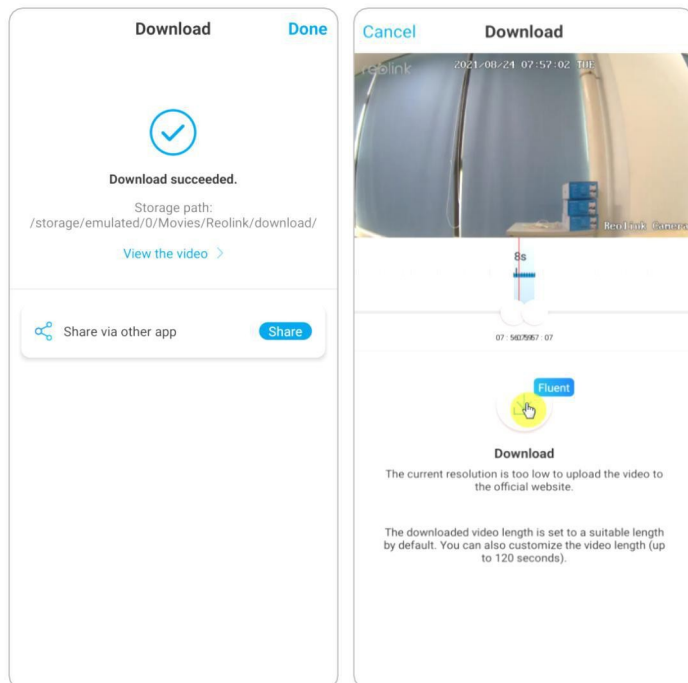 Download
Done
Download succeeded.
Storage path:
/storage/emulated/0/Movies/Reolink/download/
View the video
Share via other app
Share
Cancel
Download
reolink
2021/08/24 07:57:02 TUE
Reolink Camera
8s
Fluent
Download
The current resolution is too low to upload the video to
the official website.
The downloaded video length is set to a suitable length
by default. You can also customize the video length (up
to 120 seconds).